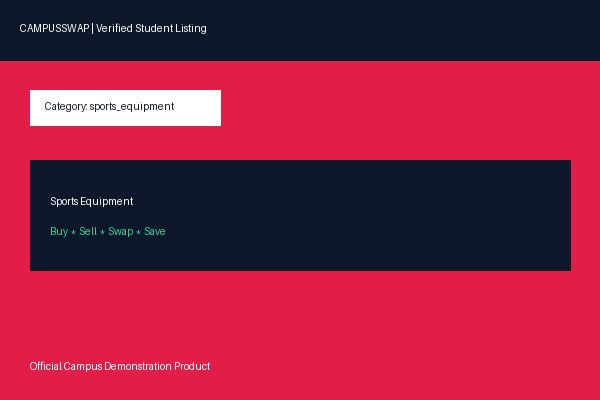 CAMPUSSWAP | Verified Student Listing
Category: sports_equipment
Sports Equipment
Buy * Sell * Swap * Save
Official Campus Demonstration Product